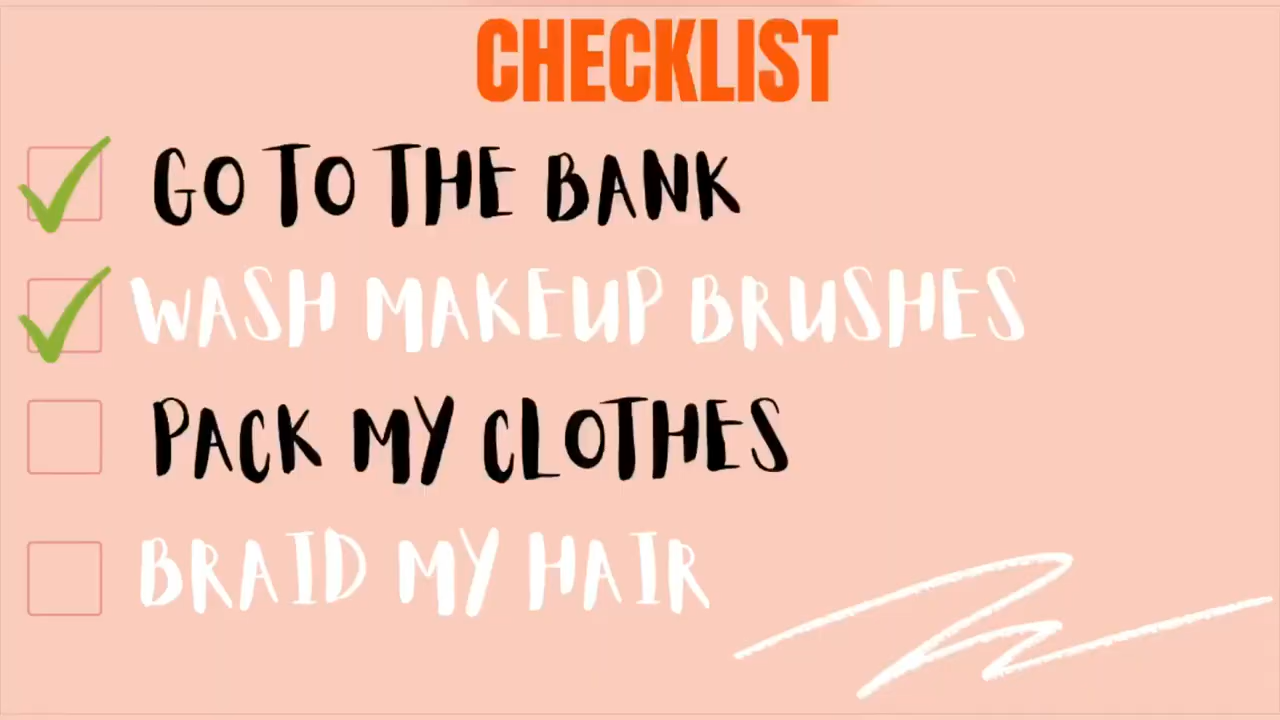 CHECKLIST
GO TO THE BANK
WASH MAKEUP BRUSHES
PACK MY CLOTHES
BRAID MY HAIR